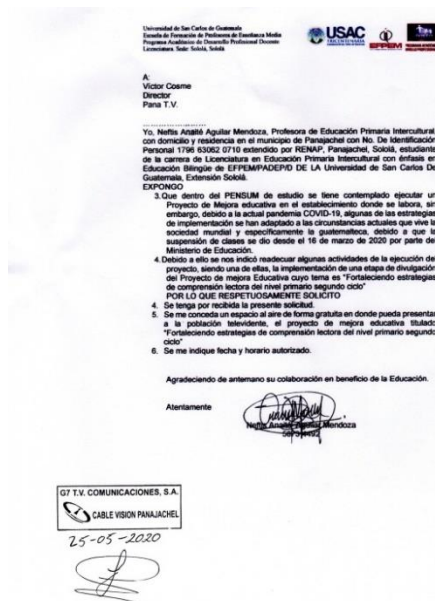 Universidad de San Carlos de Guatemala
Escuela de Formación de Profesores de Enseñanza Media
Programa Académico de Desarrollo Profesional Docente
Licenciatura. Sede: Sololá, Sololá
USAC
TRICENTENARIA
EFPEM
A:
Víctor Cosme
Director
Pana T.V.
Yo, Neftis Anaité Aguilar Mendoza, Profesora de Educación Primaria Intercultural,
con domicilio y residencia en el municipio de Panajachel con No. De Identificación
Personal 1796 63062 0710 extendido por RENAP, Panajachel, Sololá, estudiante
de la carrera de Licenciatura en Educación Primaria Intercultural con énfasis en
Educación Bilingüe de EFPEM/PADEP/D DE LA Universidad de San Carlos De
Guatemala, Extensión Sololá.
EXPONGO
3. Que dentro del PENSUM de estudio se tiene contemplado ejecutar un
Proyecto de Mejora educativa en el establecimiento donde se labora, sin
embargo, debido a la actual pandemia COVID-19, algunas de las estrategias
de implementación se han adaptado a las circunstancias actuales que vive la
sociedad mundial y específicamente la guatemalteca, debido a que la
suspensión de clases se dio desde el 16 de marzo de 2020 por parte de
Ministerio de Educación.
4. Debido a ello se nos indicó readecuar algunas actividades de la ejecución del
proyecto, siendo una de ellas, la implementación de una etapa de divulgación
del Proyecto de mejora Educativa cuyo tema es "Fortaleciendo estrategias
de comprensión lectora del nivel primario segundo ciclo"
POR LO QUE RESPETUOSAMENTE SOLICITO
4. Se tenga por recibida la presente solicitud.
5. Se me conceda un espacio al aire de forma gratuita en donde pueda presentar
a la población televidente, el proyecto de mejora educativa titulado
"Fortaleciendo estrategias de comprensión lectora del nivel primario segundo
ciclo"
6. Se me indique fecha y horario autorizado.
Agradeciendo de antemano su colaboración en beneficio de la Educación.
Atentamente
Neftis Anaité Aguilar Mendoza
G7 T.V. COMUNICACIONES, S.A.
CABLE VISION PANAJACHEL
25-05-2020